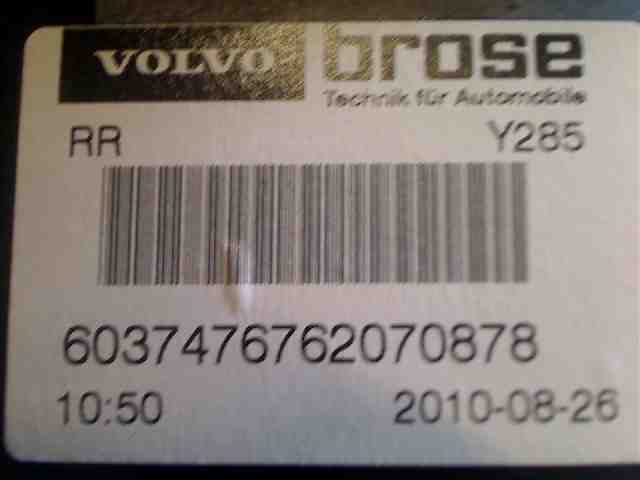 VOLVO brose
Technik für Automobile
RR Y285
6037476762070878
10:50 2010-08-26